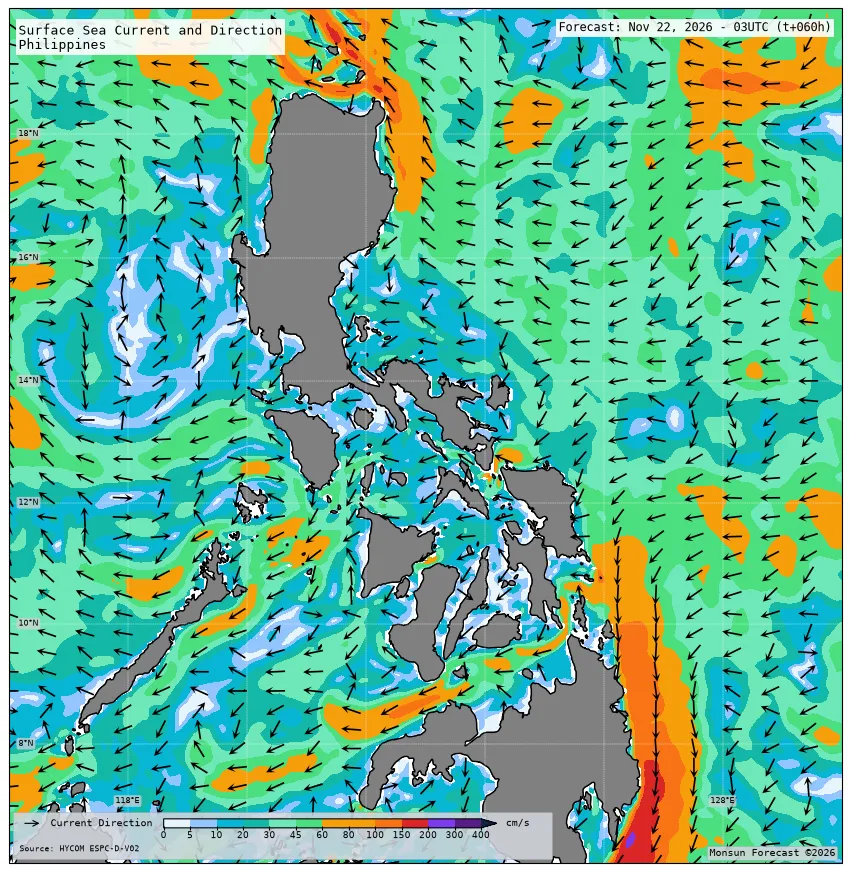 Surface Sea Current and Direction
Philippines
Forecast: Nov 22, 2026 - 03UTC (t+060h)
18°N
16°N
14°N
12°N
10°N
8°N
118°E
128°E
Current Direction
cm/s
0 5 10 20 30 45 60 80 100 150 200 300 400
Source: HYCOM ESPC-D-V02
Monsun Forecast ©2026